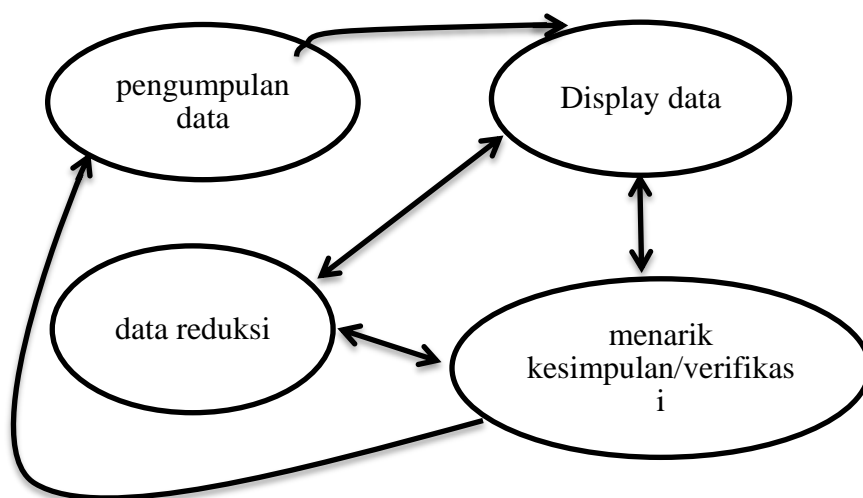 pengumpulan
data
Display data
data reduksi
menarik
kesimpulan/verifikas
i